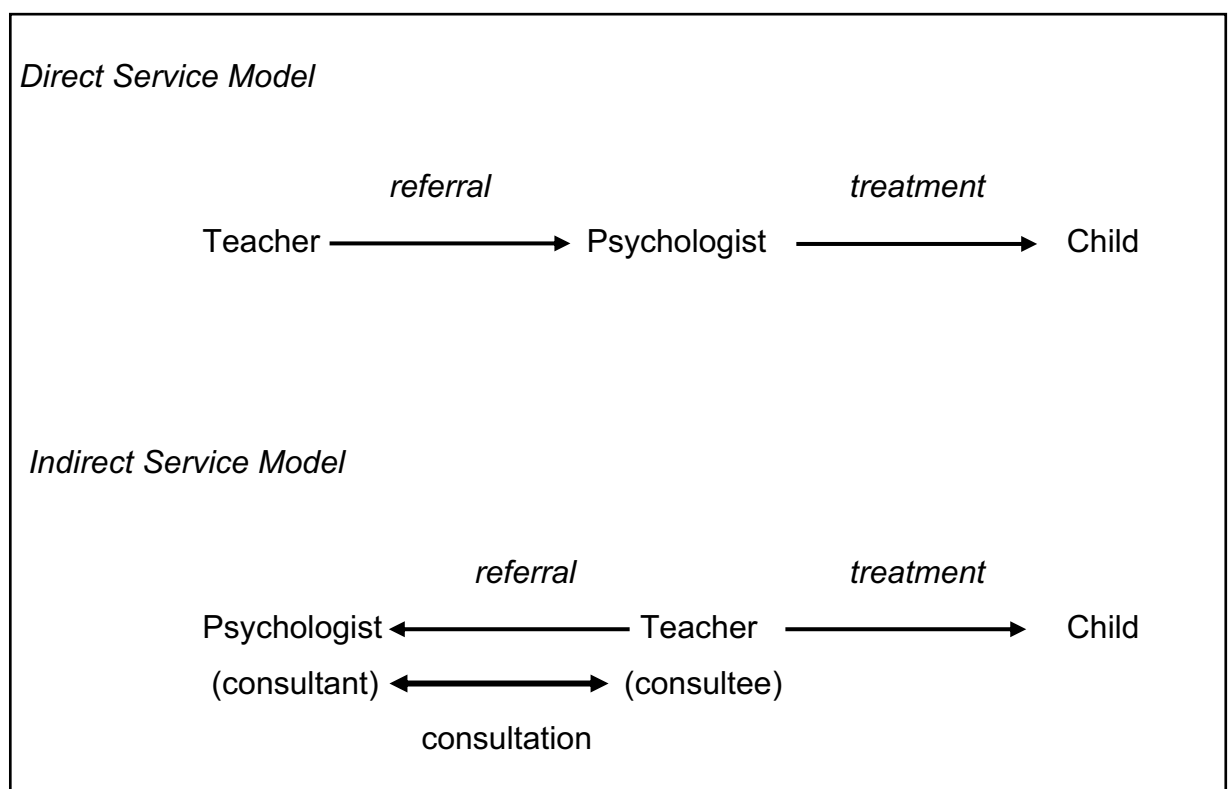 Direct Service Model
referral treatment
Teacher Psychologist Child
Indirect Service Model
referral treatment
Psychologist Teacher Child
(consultant) (consultee)
consultation